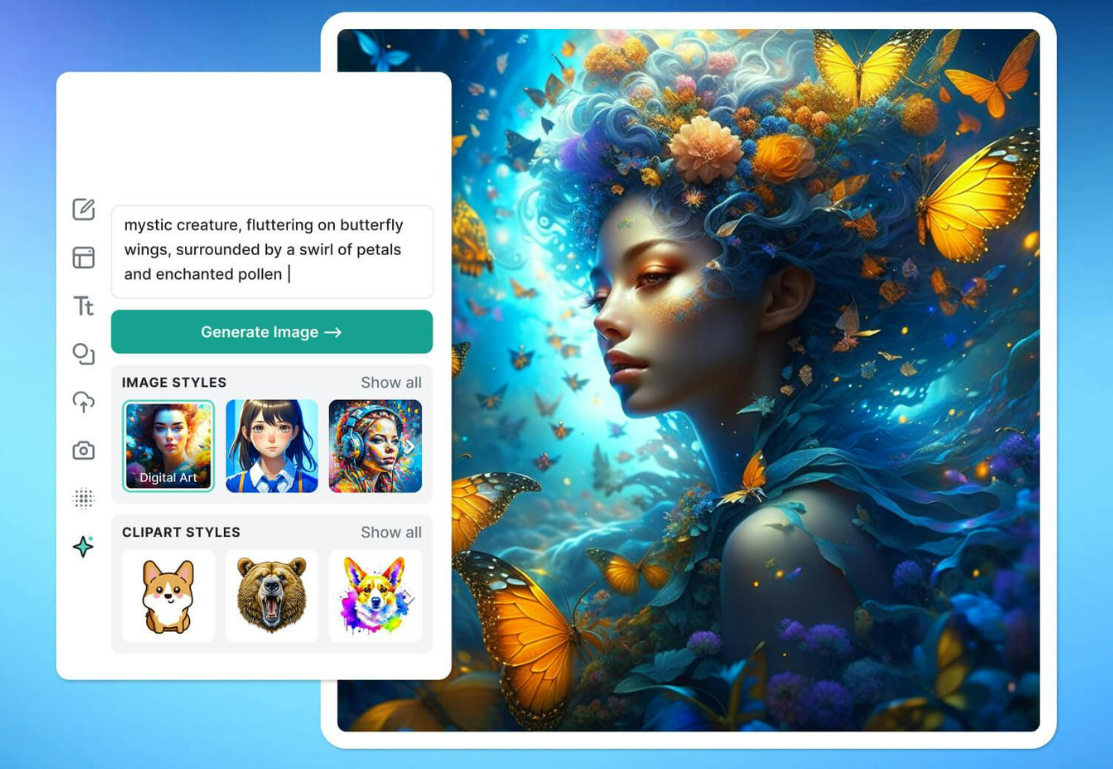 mystic creature, fluttering on butterfly
wings, surrounded by a swirl of petals
and enchanted pollen
Tt
Generate Image →
IMAGE STYLES Show all
Digital Art
CLIPART STYLES Show all